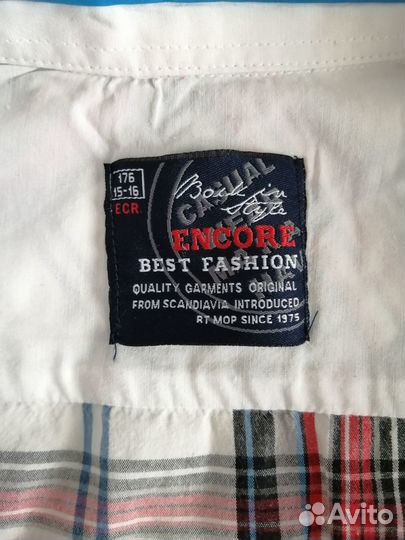 176
15-16
ECR.
Back in
Style
CASUAL
ENCORE
BEST FASHION
QUALITY GARMENTS ORIGINAL
FROM SCANDIAVIA INTRODUCED
BY MOP SINCE 1975
Avito